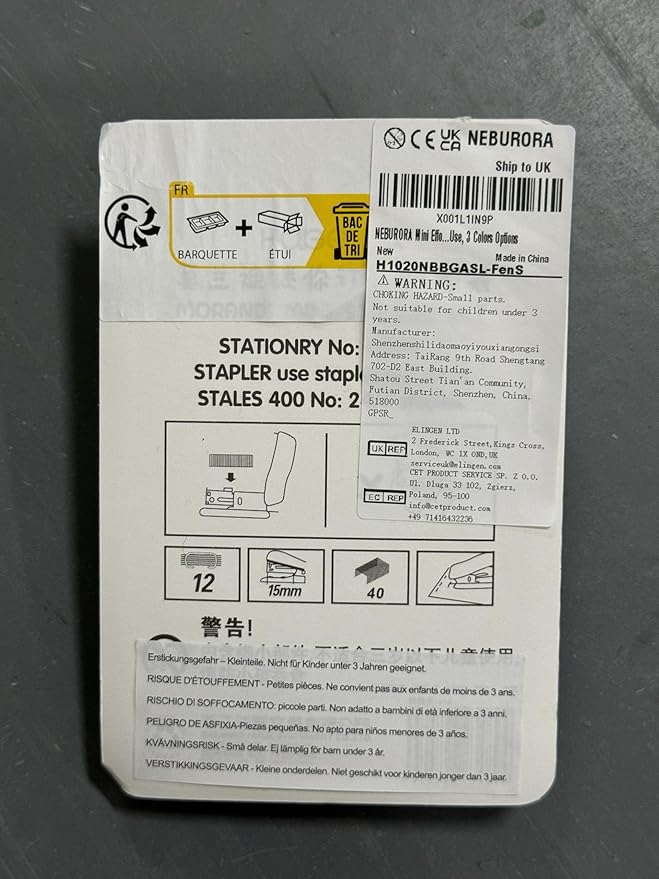 FR
BARQUETTE
+
ÉTUI
BAC
DE
TRI
CE UK
CA NEBURORA
Ship to UK
X001L1IN9P
NEBURORA Mini Effo...Use, 3 Colors Options
New
Made in China
H1020NBBGASL-FenS
WARNING:
CHOKING HAZARD-Small parts.
Not suitable for children under 3
years.
Manufacturer:
Shenzhenshilidaomaoyiyouxiangongsi
Address: TaiRang 9th Road Shengtang
702-D2 East Building.
Shatou Street Tian'an Community,
Futian District, Shenzhen, China,
518000
GPSR_
UK REP
ELINGEN LTD
2 Frederick Street,Kings Cross,
London, WC 1X 0ND,UK
serviceuk@elingen.com
EC REP
CET PRODUCT SERVICE SP. Z O.O.
Ul. Dluga 33 102, Zgierz,
Poland, 95-100
info@cetproduct.com
+49 71416432236
STATIONRY No:
STAPLER use stapl
STALES 400 No: 2
12
15mm
40
警告!
Erstickungsgefahr – Kleinteile. Nicht für Kinder unter 3 Jahren geeignet.
RISQUE D'ÉTOUFFEMENT - Petites pièces. Ne convient pas aux enfants de moins de 3 ans.
RISCHIO DI SOFFOCAMENTO: piccole parti. Non adatto a bambini di età inferiore a 3 anni.
PELIGRO DE ASFIXIA-Piezas pequeñas. No apto para niños menores de 3 años.
KVÄVNINGSRISK - Små delar. Ej lämplig för barn under 3 år.
VERSTIKKINGSGEVAAR - Kleine onderdelen. Niet geschikt voor kinderen jonger dan 3 jaar.